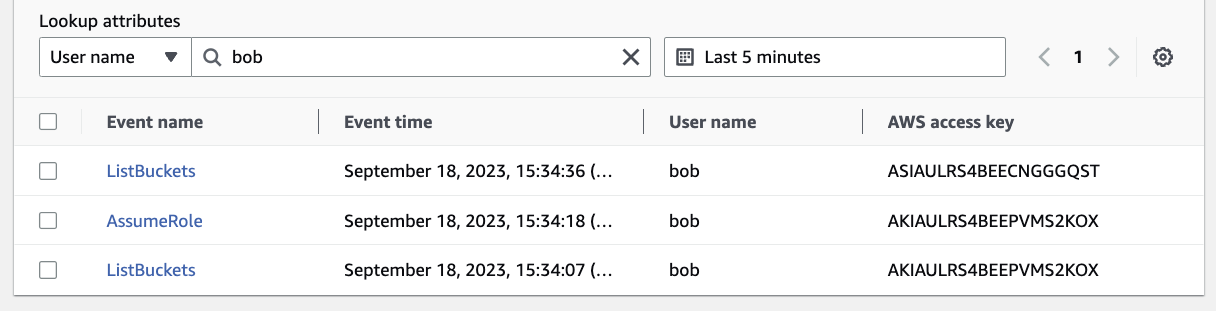 Lookup attributes
User name bob Last 5 minutes 1
Event name Event time User name AWS access key
ListBuckets September 18, 2023, 15:34:36 (... bob ASIAULRS4BEECNGGGQST
AssumeRole September 18, 2023, 15:34:18 (... bob AKIAULRS4BEEPVMS2KOX
ListBuckets September 18, 2023, 15:34:07 (... bob AKIAULRS4BEEPVMS2KOX